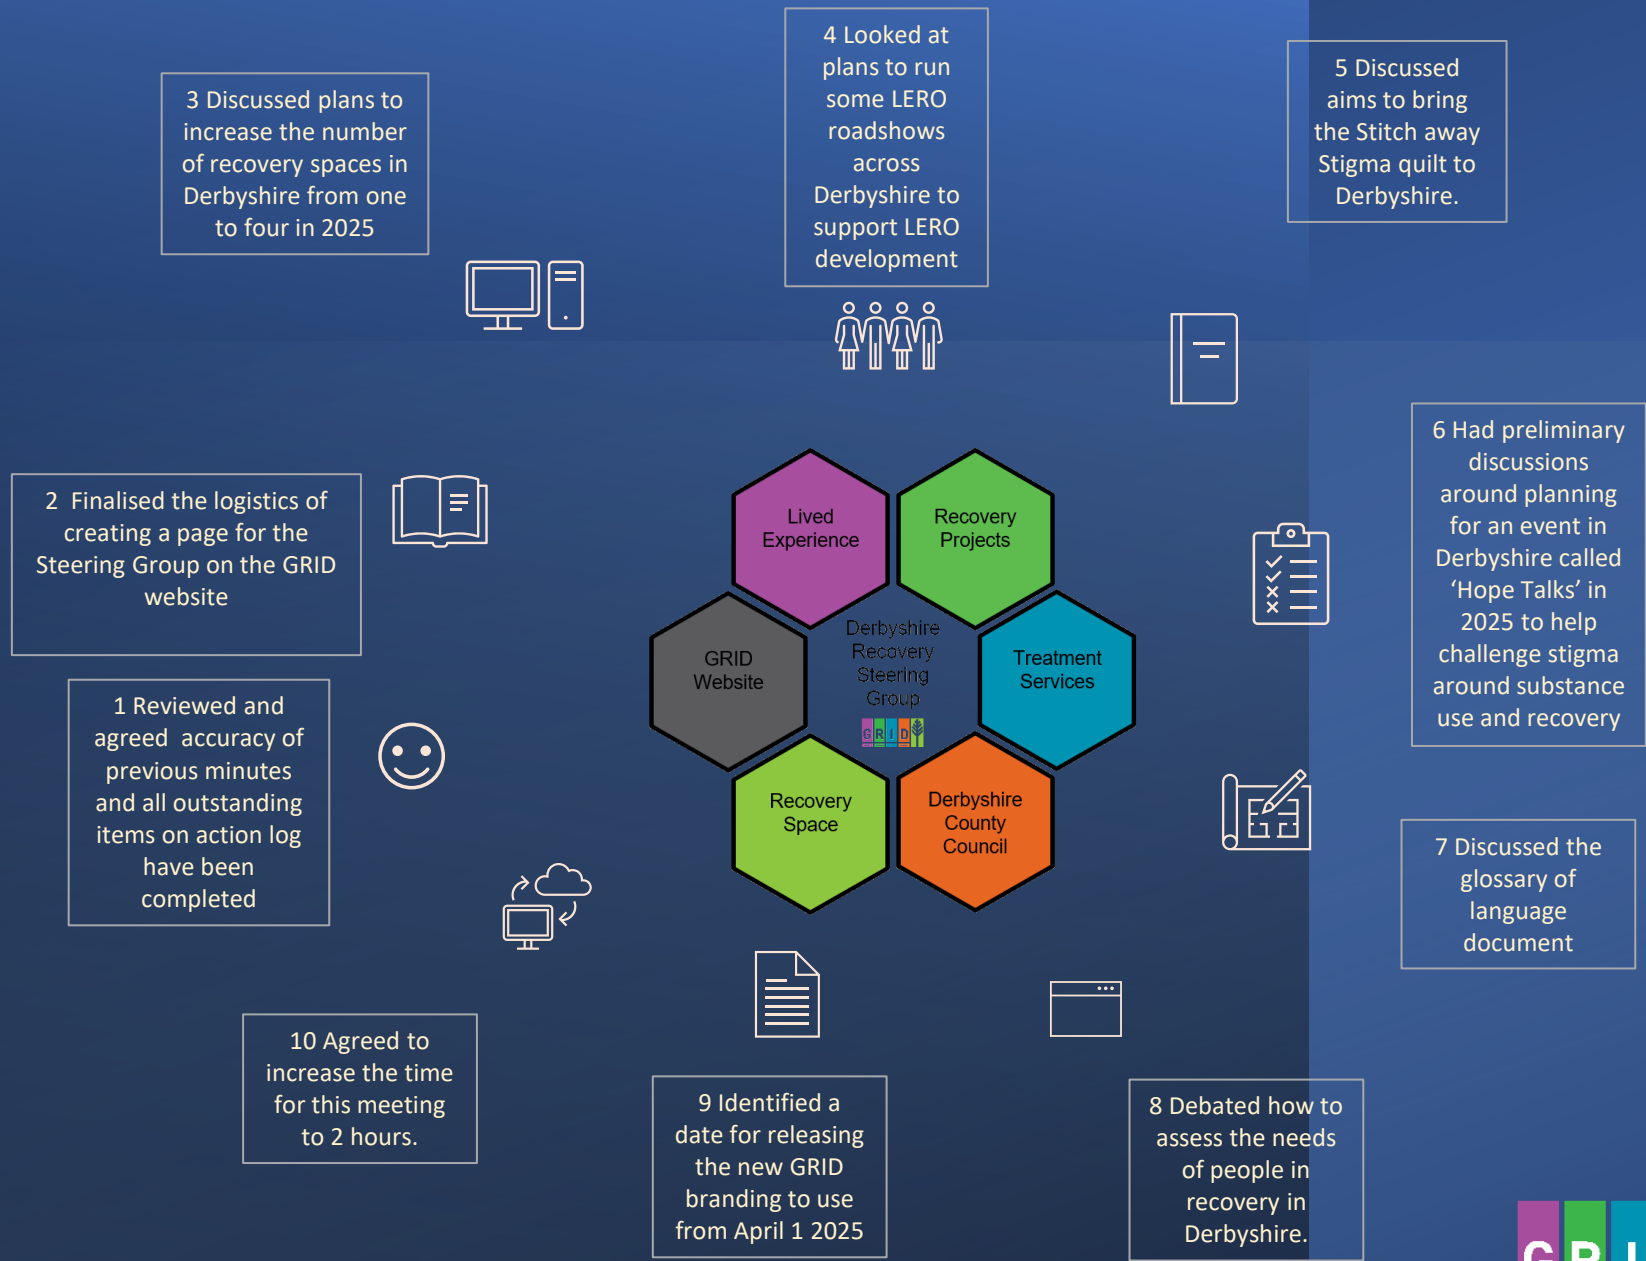 4 Looked at
plans to run
some LERO
roadshows
across
Derbyshire to
support LERO
development
5 Discussed
aims to bring
the Stitch away
Stigma quilt to
Derbyshire.
3 Discussed plans to
increase the number
of recovery spaces in
Derbyshire from one
to four in 2025
6 Had preliminary
discussions
around planning
for an event in
Derbyshire called
‘Hope Talks’ in
2025 to help
challenge stigma
around substance
use and recovery
2 Finalised the logistics of
creating a page for the
Steering Group on the GRID
website
Lived
Experience
Recovery
Projects
GRID
Website
Derbyshire
Recovery
Steering
Group
GRID
Treatment
Services
Recovery
Space
Derbyshire
County
Council
1 Reviewed and
agreed accuracy of
previous minutes
and all outstanding
items on action log
have been
completed
7 Discussed the
glossary of
language
document
10 Agreed to
increase the time
for this meeting
to 2 hours.
9 Identified a
date for releasing
the new GRID
branding to use
from April 1 2025
8 Debated how to
assess the needs
of people in
recovery in
Derbyshire.
G R I